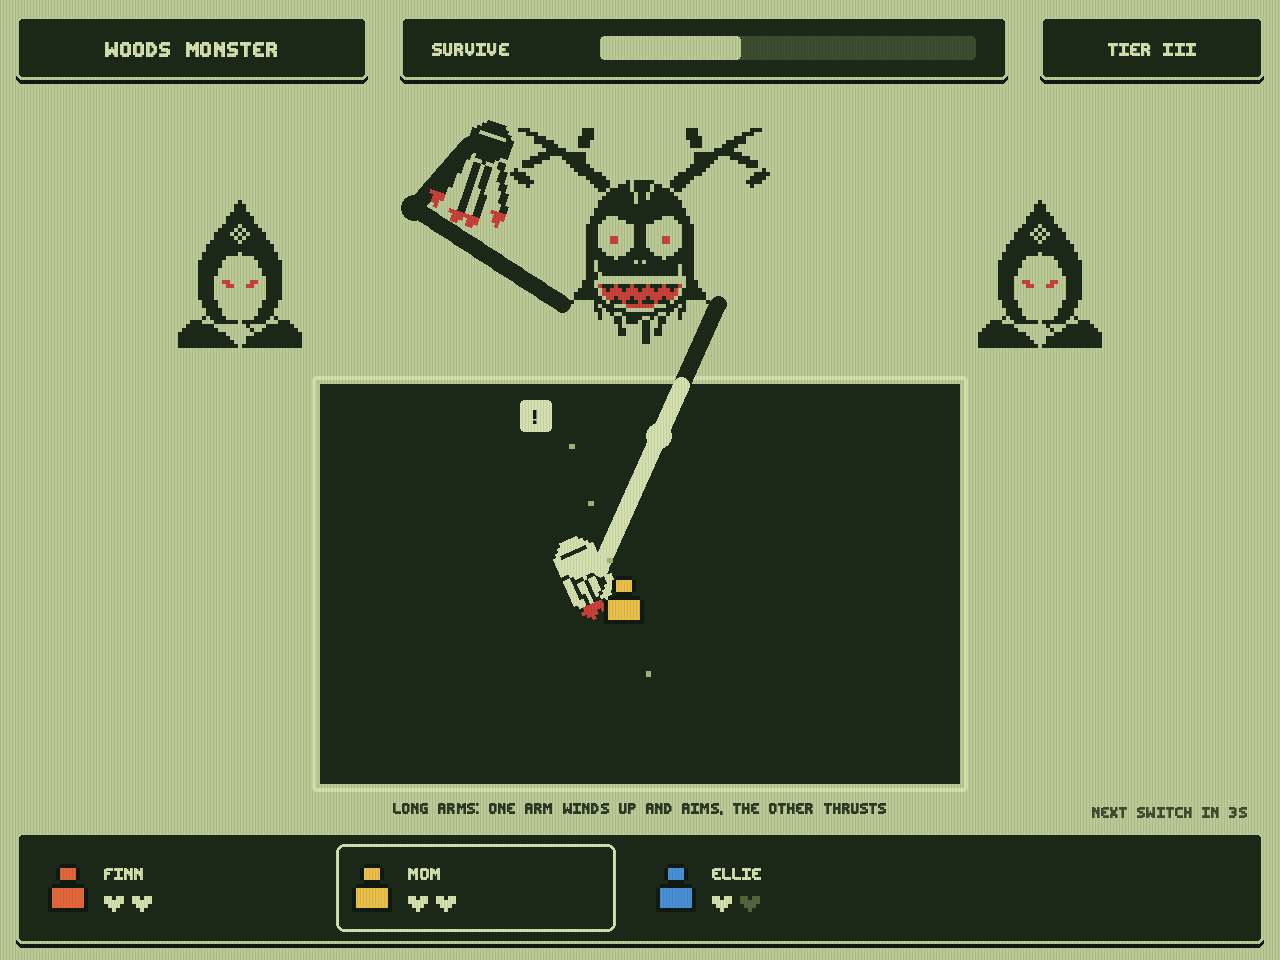 WOODS MONSTER
SURVIVE
TIER III
!
LONG ARMS: ONE ARM WINDS UP AND AIMS, THE OTHER THRUSTS
NEXT SWITCH IN 3S
FINN
MOM
ELLIE